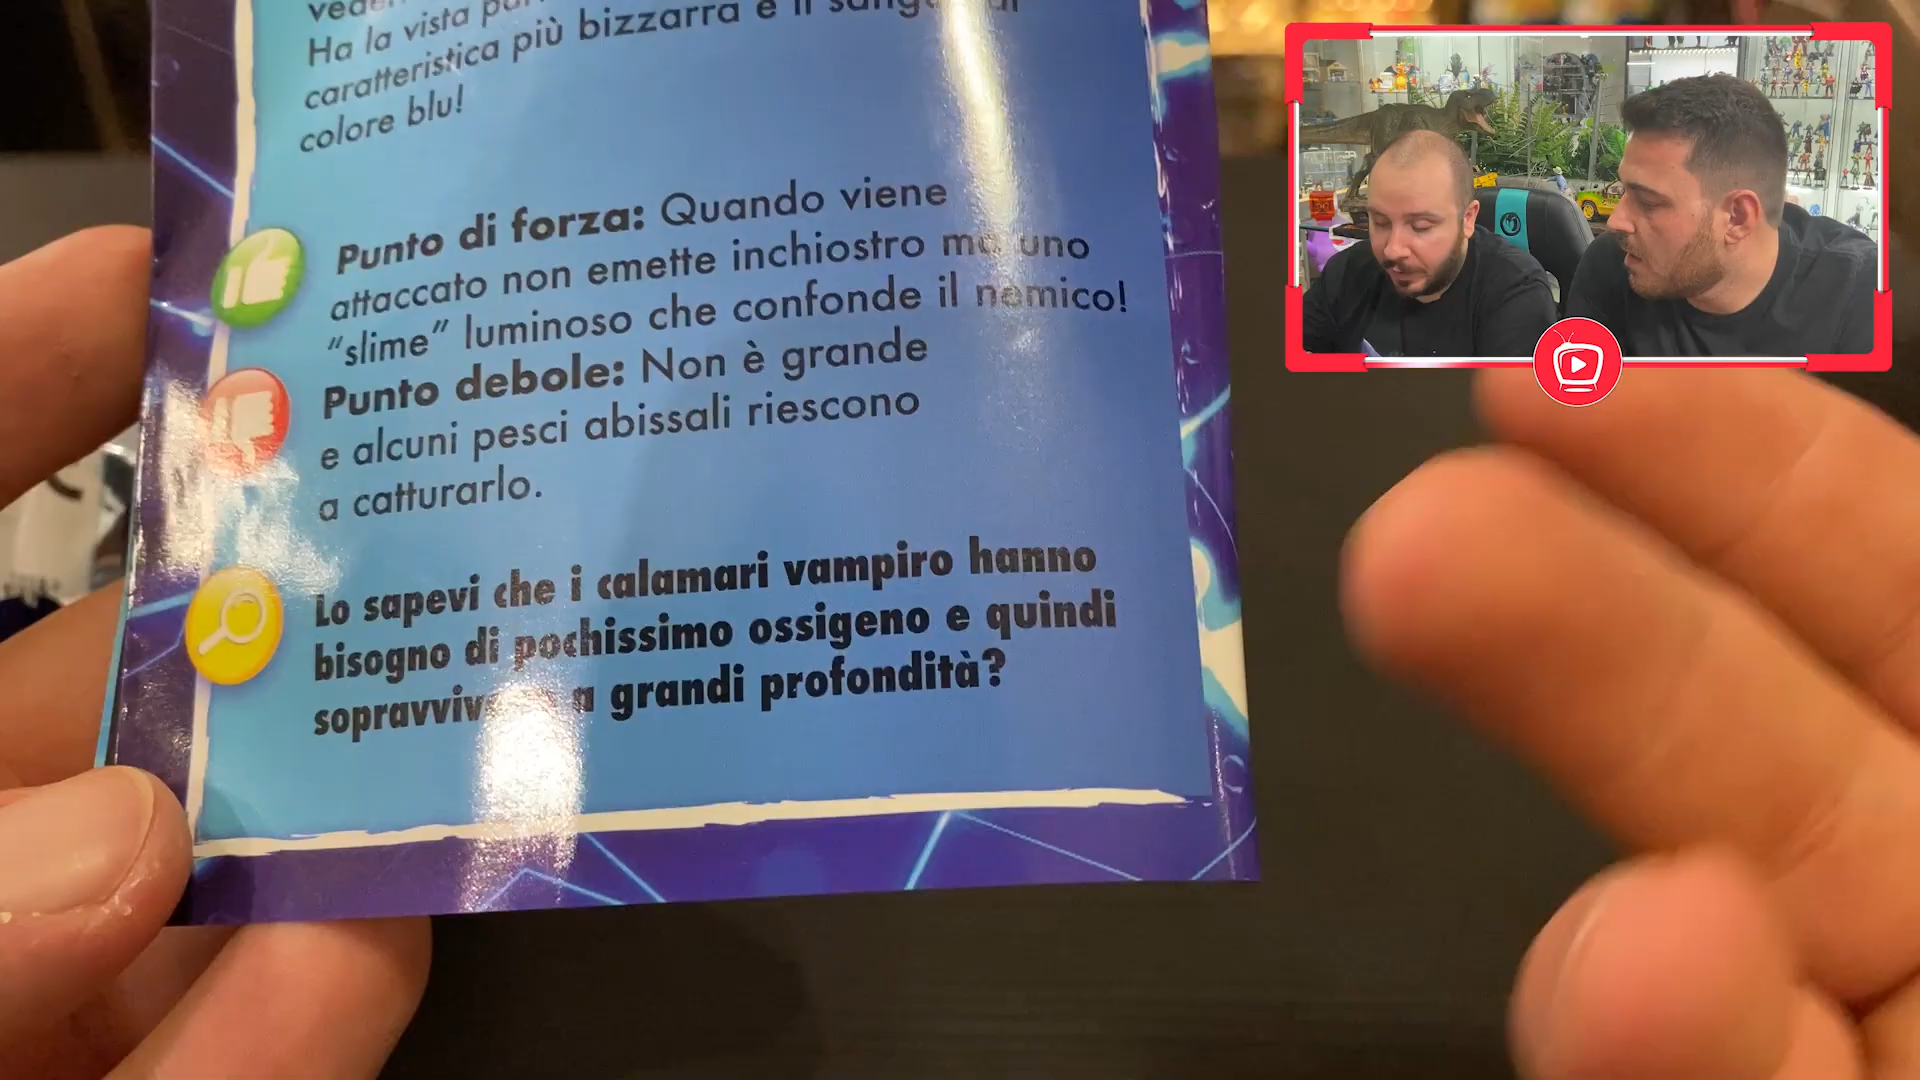 Ha la vista
caratteristica più bizzarra è il
colore blu!
Punto di forza: Quando viene
attaccato non emette inchiostro ma uno
“slime” luminoso che confonde il nemico!
Punto debole: Non è grande
e alcuni pesci abissali riescono
a catturarlo.
Lo sapevi che i calamari vampiro hanno
bisogno di pochissimo ossigeno e quindi
a grandi profondità?